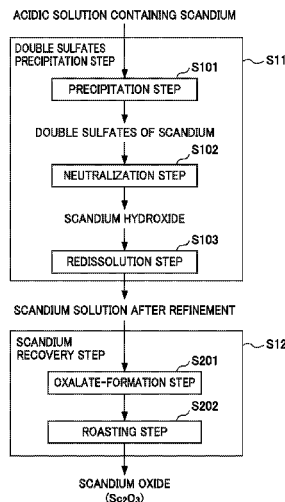 ACIDIC SOLUTION CONTAINING SCANDIUM
DOUBLE SULFATES
PRECIPITATION STEP
S11
S101
PRECIPITATION STEP
DOUBLE SULFATES OF SCANDIUM
S102
NEUTRALIZATION STEP
SCANDIUM HYDROXIDE
S103
REDISSOLUTION STEP
SCANDIUM SOLUTION AFTER REFINEMENT
SCANDIUM
RECOVERY STEP
S12
S201
OXALATE-FORMATION STEP
S202
ROASTING STEP
SCANDIUM OXIDE
(Sc₂O₃)